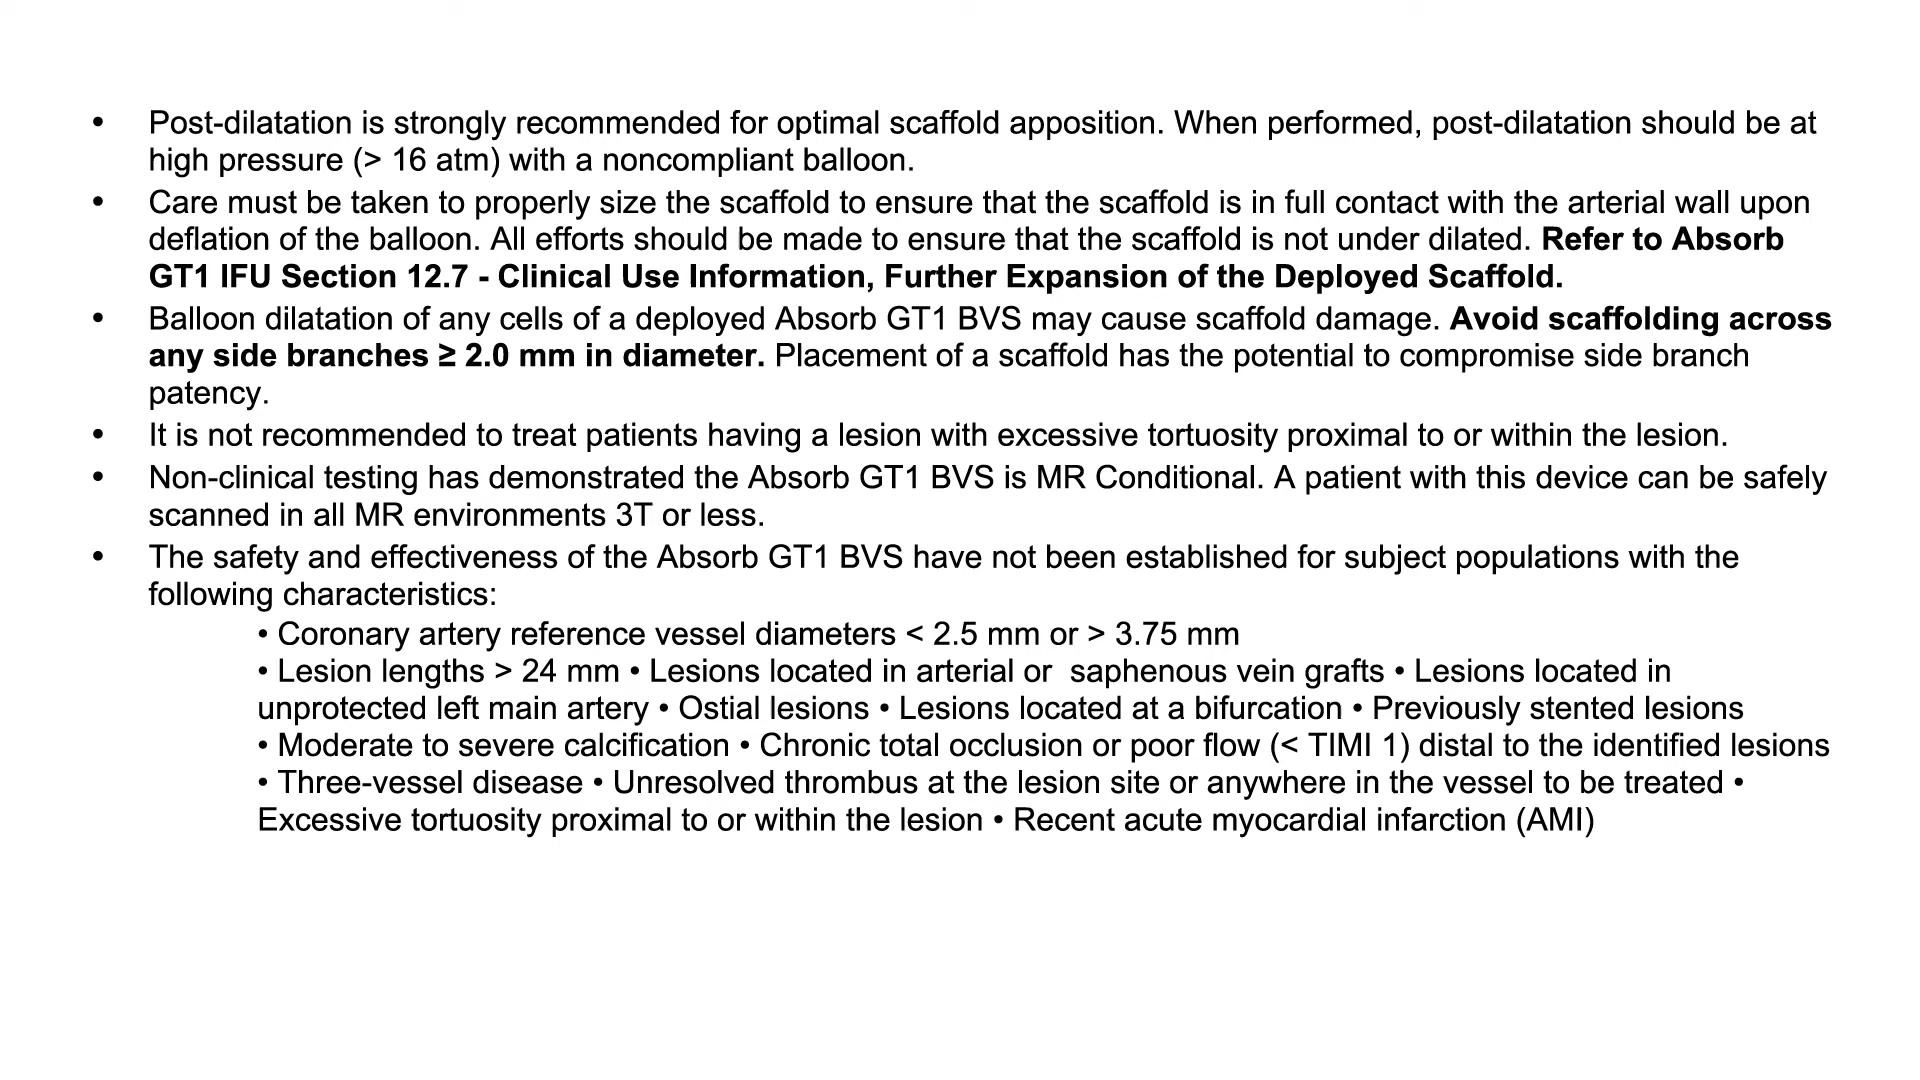 • Post-dilatation is strongly recommended for optimal scaffold apposition. When performed, post-dilatation should be at
high pressure (> 16 atm) with a noncompliant balloon.
• Care must be taken to properly size the scaffold to ensure that the scaffold is in full contact with the arterial wall upon
deflation of the balloon. All efforts should be made to ensure that the scaffold is not under dilated. Refer to Absorb
GT1 IFU Section 12.7 - Clinical Use Information, Further Expansion of the Deployed Scaffold.
• Balloon dilatation of any cells of a deployed Absorb GT1 BVS may cause scaffold damage. Avoid scaffolding across
any side branches ≥ 2.0 mm in diameter. Placement of a scaffold has the potential to compromise side branch
patency.
• It is not recommended to treat patients having a lesion with excessive tortuosity proximal to or within the lesion.
• Non-clinical testing has demonstrated the Absorb GT1 BVS is MR Conditional. A patient with this device can be safely
scanned in all MR environments 3T or less.
• The safety and effectiveness of the Absorb GT1 BVS have not been established for subject populations with the
following characteristics:
• Coronary artery reference vessel diameters < 2.5 mm or > 3.75 mm
• Lesion lengths > 24 mm • Lesions located in arterial or  saphenous vein grafts • Lesions located in
unprotected left main artery • Ostial lesions • Lesions located at a bifurcation • Previously stented lesions
• Moderate to severe calcification • Chronic total occlusion or poor flow (< TIMI 1) distal to the identified lesions
• Three-vessel disease • Unresolved thrombus at the lesion site or anywhere in the vessel to be treated •
Excessive tortuosity proximal to or within the lesion • Recent acute myocardial infarction (AMI)